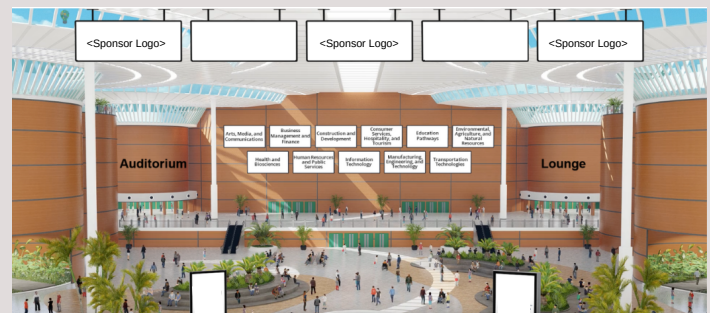 <Sponsor Logo>
<Sponsor Logo>
<Sponsor Logo>
Arts, Media, and
Communications
Business
Management and
Finance
Construction and
Development
Consumer
Services,
Hospitality, and
Tourism
Education
Pathways
Environmental,
Agriculture, and
Natural
Resources
Health and
Biosciences
Human Resources
and Public
Services
Information
Technology
Manufacturing,
Engineering, and
Technology
Transportation
Technologies
Auditorium
Lounge